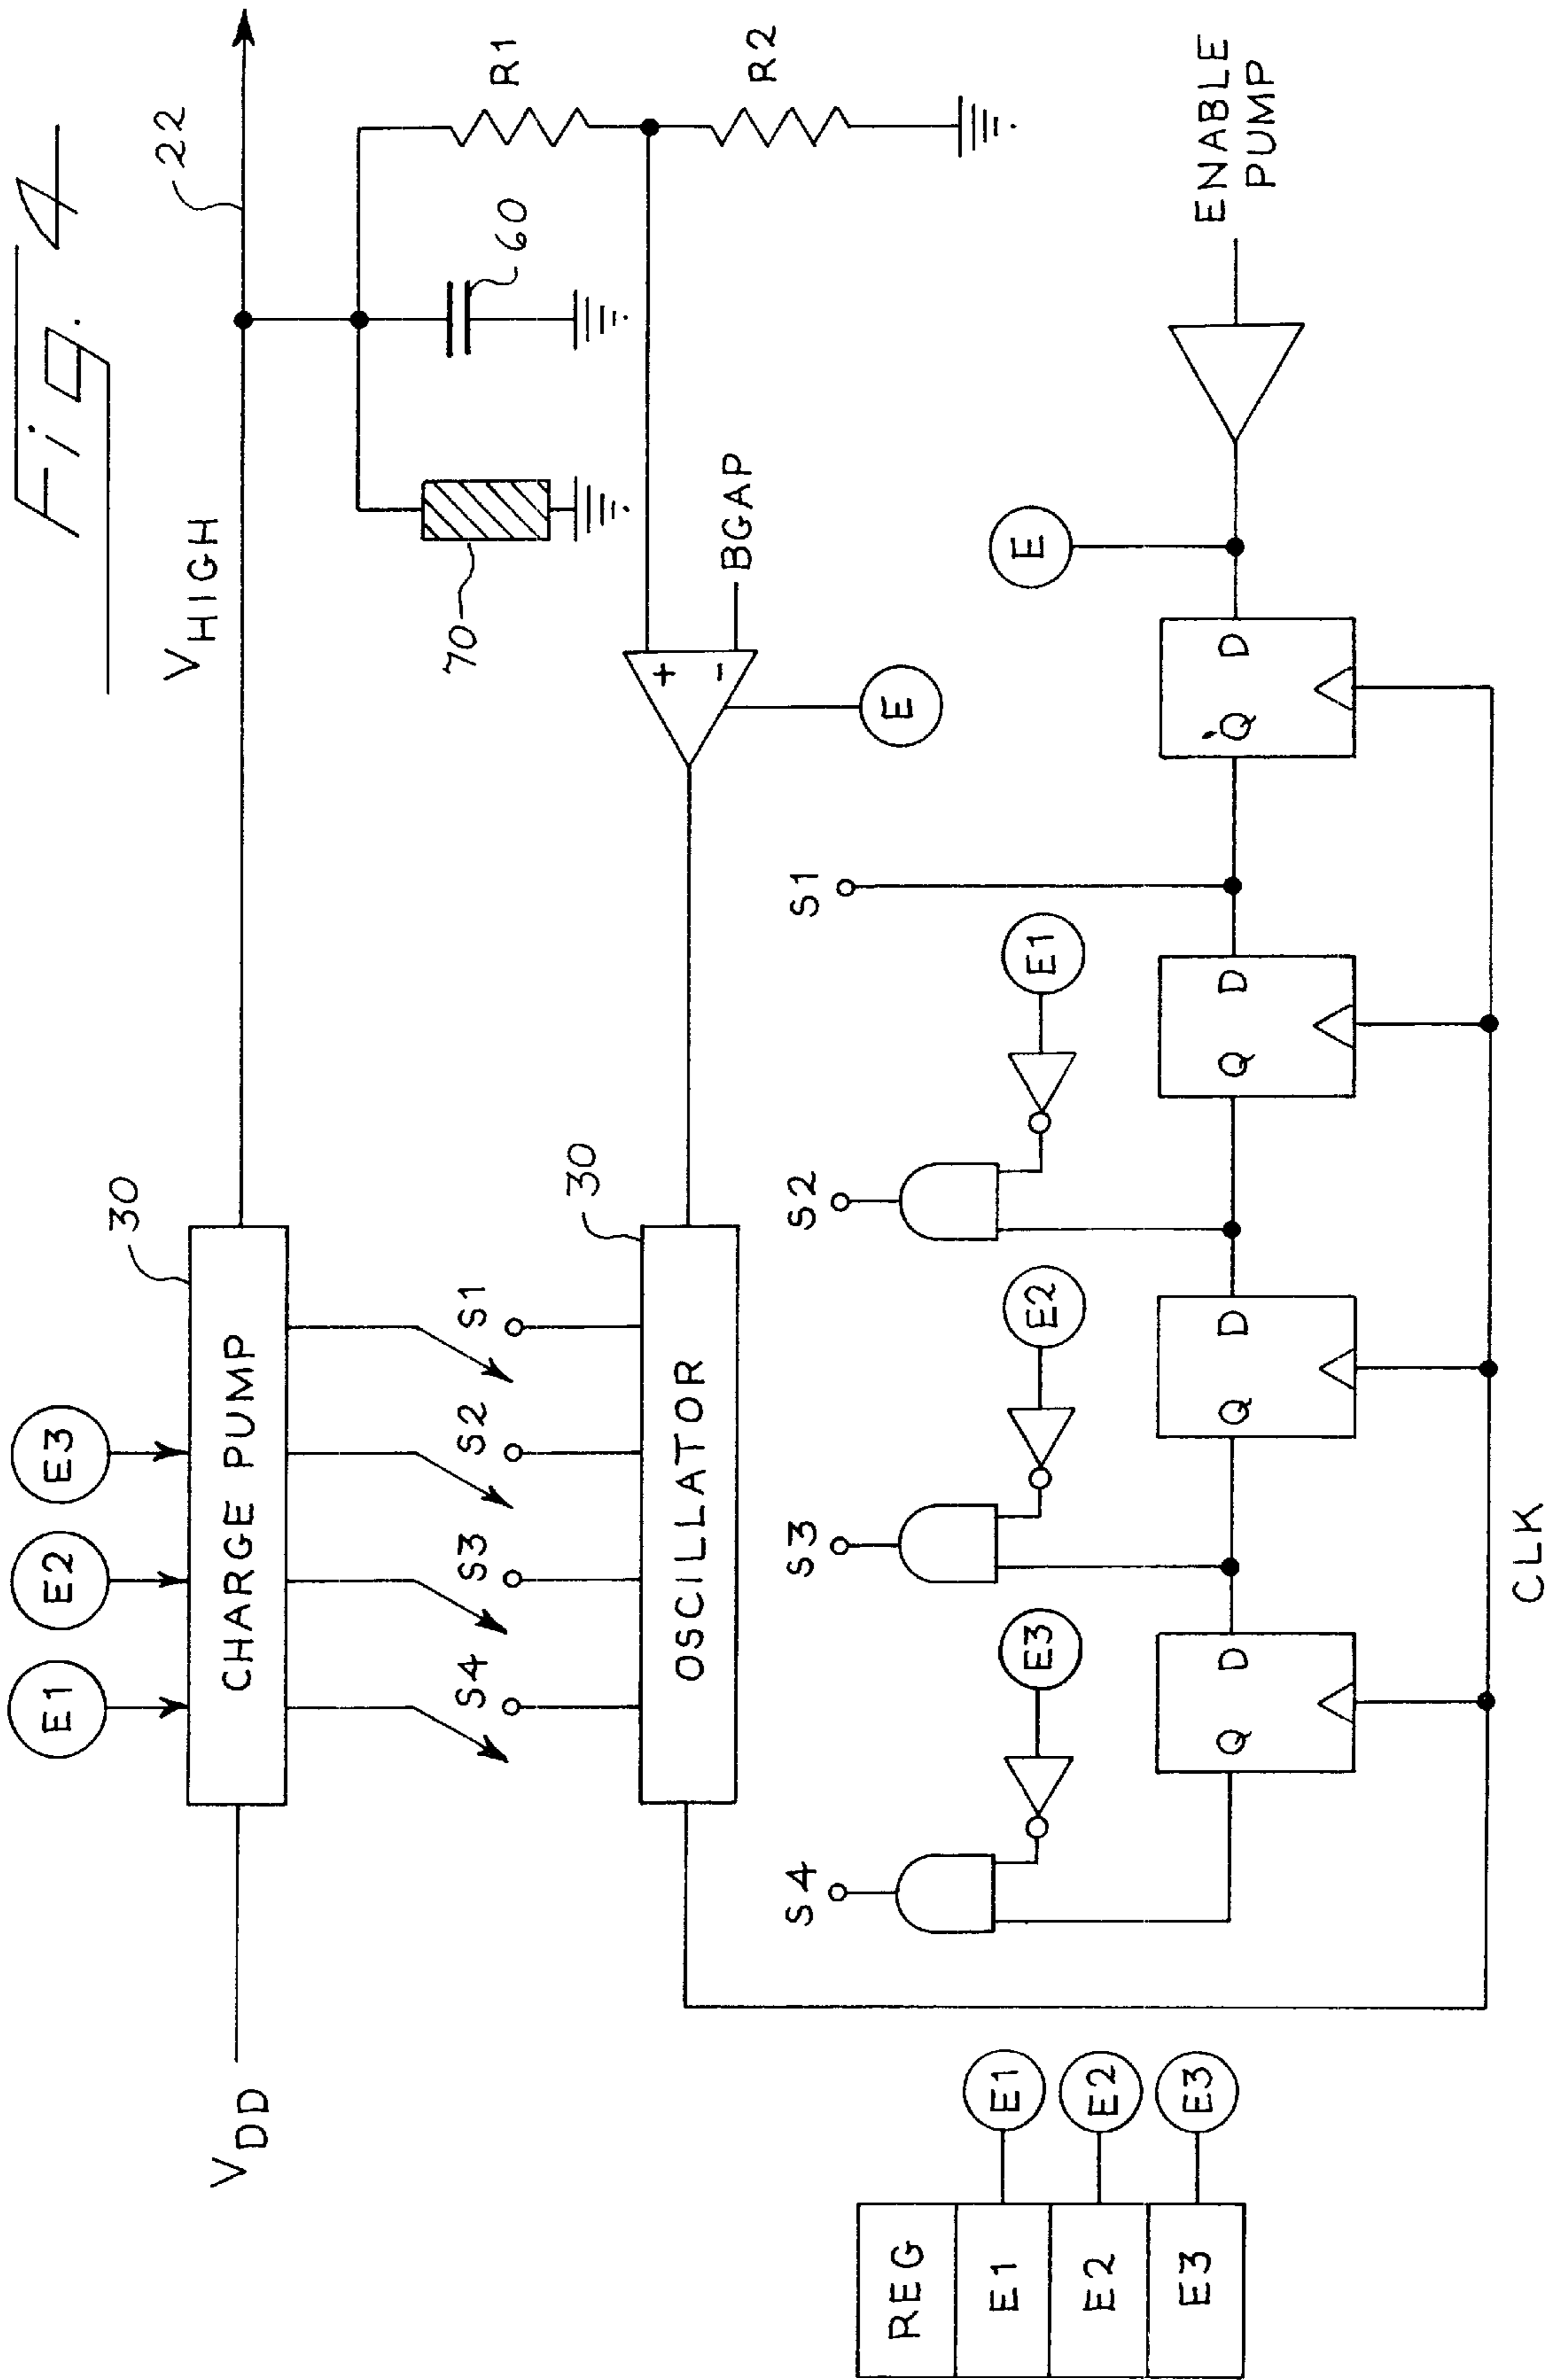 Fig. 4
E1
E2
E3
30
22
VDD
CHARGE PUMP
VHIGH
S4
S3
S2
S1
30
70
60
R1
R2
OSCILLATOR
+
-
BGAP
E
S4
S3
S2
S1
E3
E2
E1
E
ENABLE
PUMP
Q D
Q D
Q D
Q D
CLK
REG
E1
E2
E3
E1
E2
E3